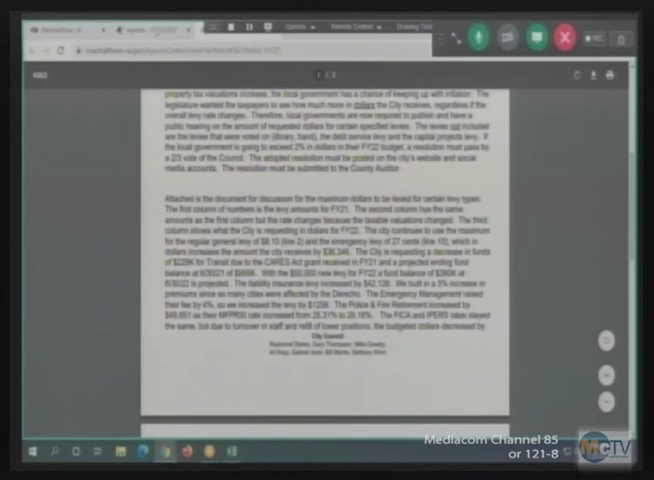 Options
Remote Control
Drawing Tool
REC
4262
1 / 2
property tax valuations increase, the local government has a chance of keeping up with inflation. The
legislature wanted the taxpayers to see how much more in dollars the City receives, regardless if the
overall levy rate changes. Therefore, local governments are now required to publish and have a
public hearing on the amount of requested dollars for certain specified levies. The levies not included
are the levies that were voted on (library, band), the debt service levy and the capital projects levy. If
the local government is going to exceed 2% in dollars in their FY22 budget, a resolution must pass by
a 2/3 vote of the Council. The adopted resolution must be posted on the city's website and social
media accounts. The resolution must be submitted to the County Auditor.
Attached is the document for discussion for the maximum dollars to be levied for certain levy types.
The first column of numbers is the levy amounts for FY21. The second column has the same
amounts as the first column but the rate changes because the taxable valuations changed. The third
column shows what the City is requesting in dollars for FY22. The city continues to use the maximum
for the regular general levy of $8.10 (line 2) and the emergency levy of 27 cents (line 10), which in
dollars increases the amount the city receives by $36,346. The City is requesting a decrease in funds
of $228K for Transit due to the CARES Act grant received in FY21 and a projected ending fund
balance at 6/30/21 of With the $50,000 new levy for FY22 a fund balance of at
6/30/22 is projected. The liability insurance levy increased by $42,126. We built in a 5% increase in
premiums since so many cities were affected by the Derecho. The Emergency Management raised
their fee by 4%, so we increased the levy by The Police & Fire Retirement increased by
as their MFPRSI rate increased from 25.31% to 26.18%. The FICA and IPERS rates stayed
the same, but due to turnover in staff and refill of lower positions, the budgeted dollars decreased by
City Council
Raymond Gary Thompson, Mike
Al Gabriel Bill Bethany
Mediacom Channel 85
or 121-8
MCTV